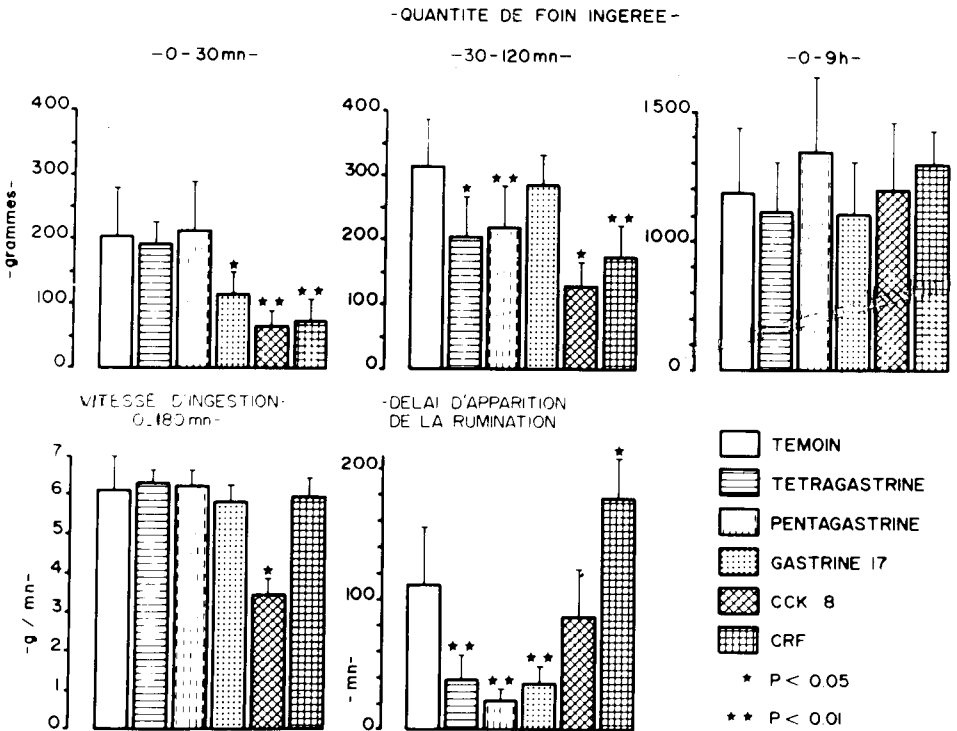 -QUANTITE DE FOIN INGEREE-
-0-30mn-
-30-120mn-
-0-9h-
-grammes-
400
300
200
100
0
★
★★
★★
400
300
200
100
0
★
★★
★
★★
1500
1000
0
VITESSE D'INGESTION-
0-180mn-
-g/mn-
7
6
5
4
3
2
1
0
★
-DELAI D'APPARITION
DE LA RUMINATION
-mn-
200
100
0
★★
★★
★★
★
TEMOIN
TETRAGASTRINE
PENTAGASTRINE
GASTRINE 17
CCK 8
CRF
★ P < 0.05
★★ P < 0.01